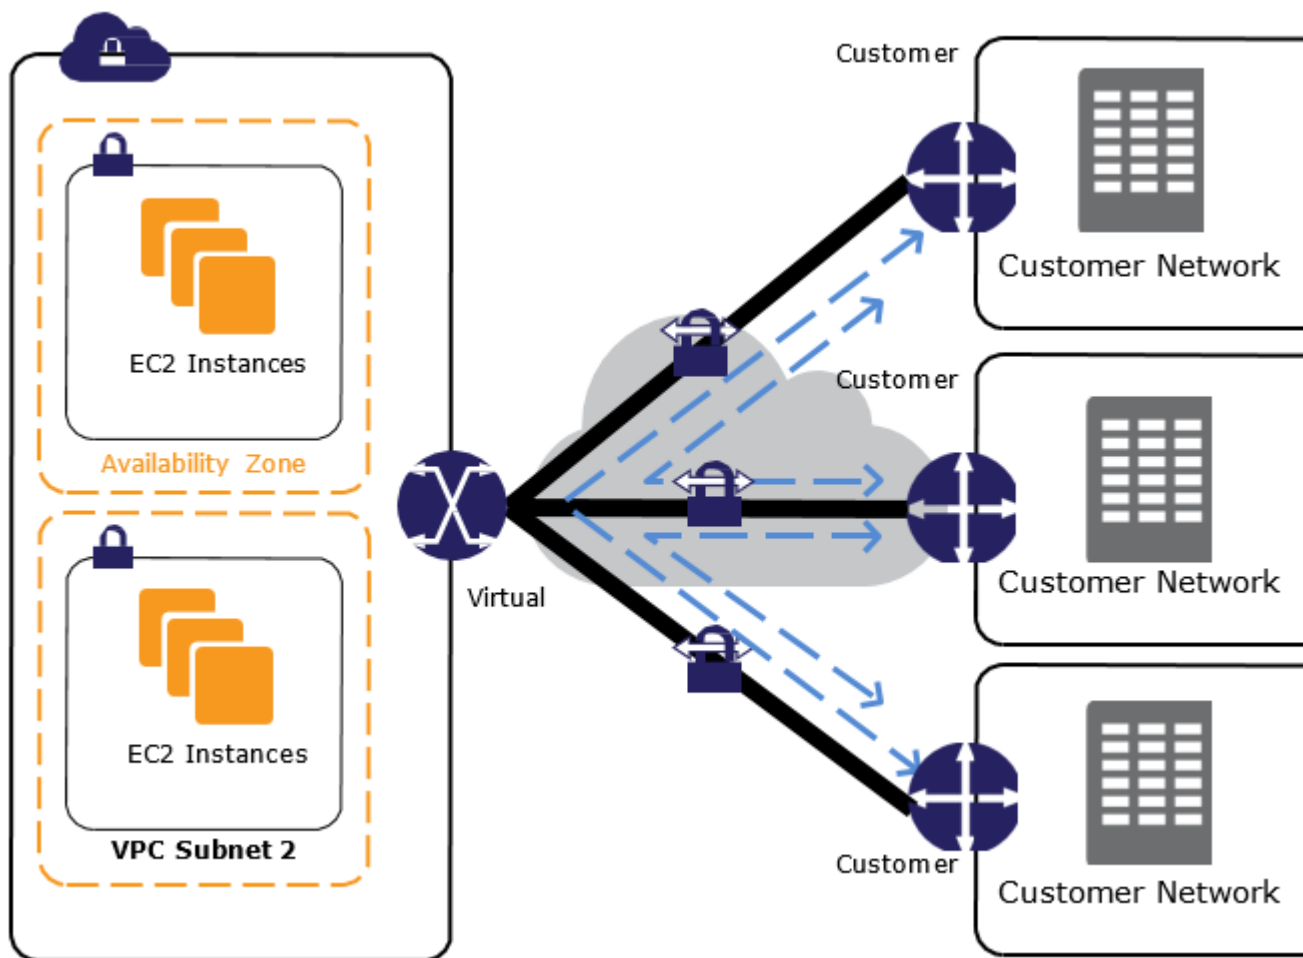 EC2 Instances
Availability Zone
EC2 Instances
VPC Subnet 2
Virtual
Customer
Customer Network
Customer
Customer Network
Customer
Customer Network